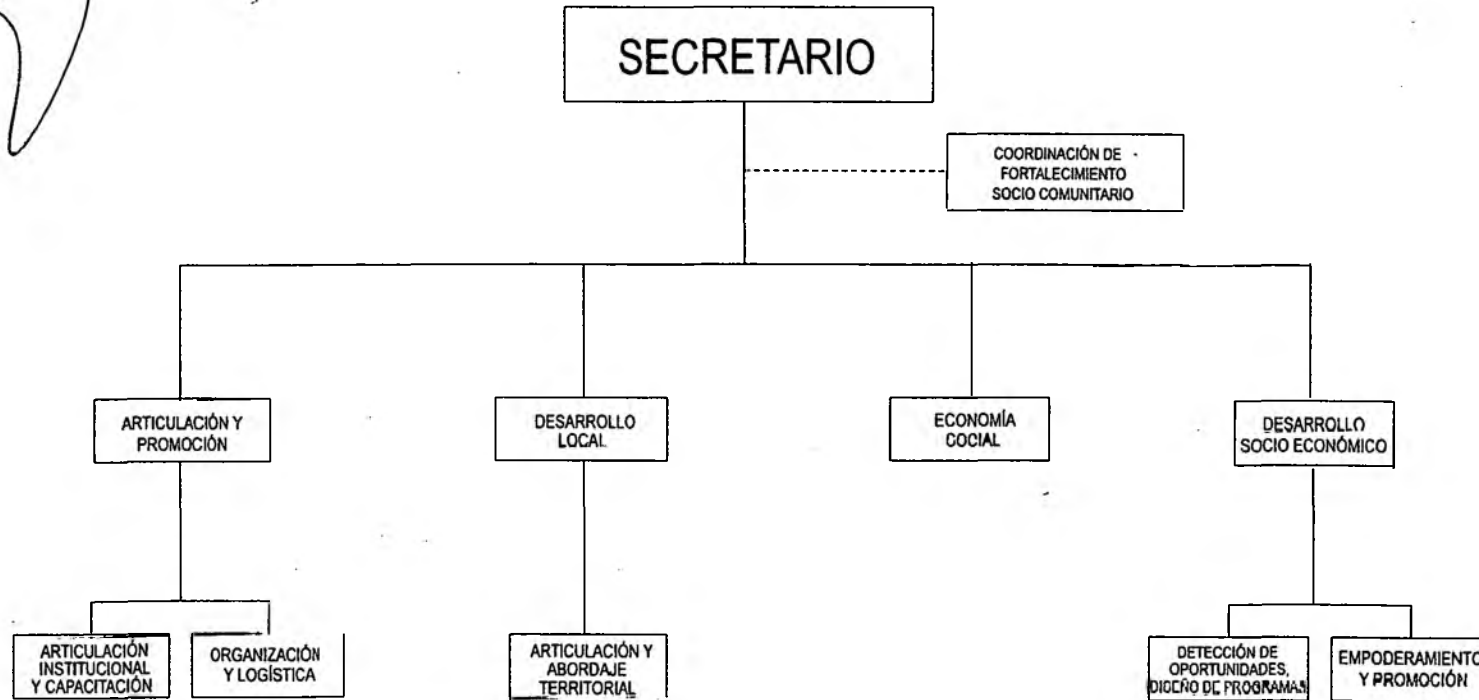 SECRETARIO
COORDINACIÓN DE
FORTALECIMIENTO
SOCIO COMUNITARIO
ARTICULACIÓN Y
PROMOCIÓN
DESARROLLO
LOCAL
ECONOMÍA
COCIAL
DESARROLLO
SOCIO ECONÓMICO
ARTICULACIÓN
INSTITUCIONAL
Y CAPACITACIÓN
ORGANIZACIÓN
Y LOGÍSTICA
ARTICULACIÓN Y
ABORDAJE
TERRITORIAL
DETECCIÓN DE
OPORTUNIDADES,
DICEÑO DE PROGRAMAS
EMPODERAMIENTO
Y PROMOCIÓN